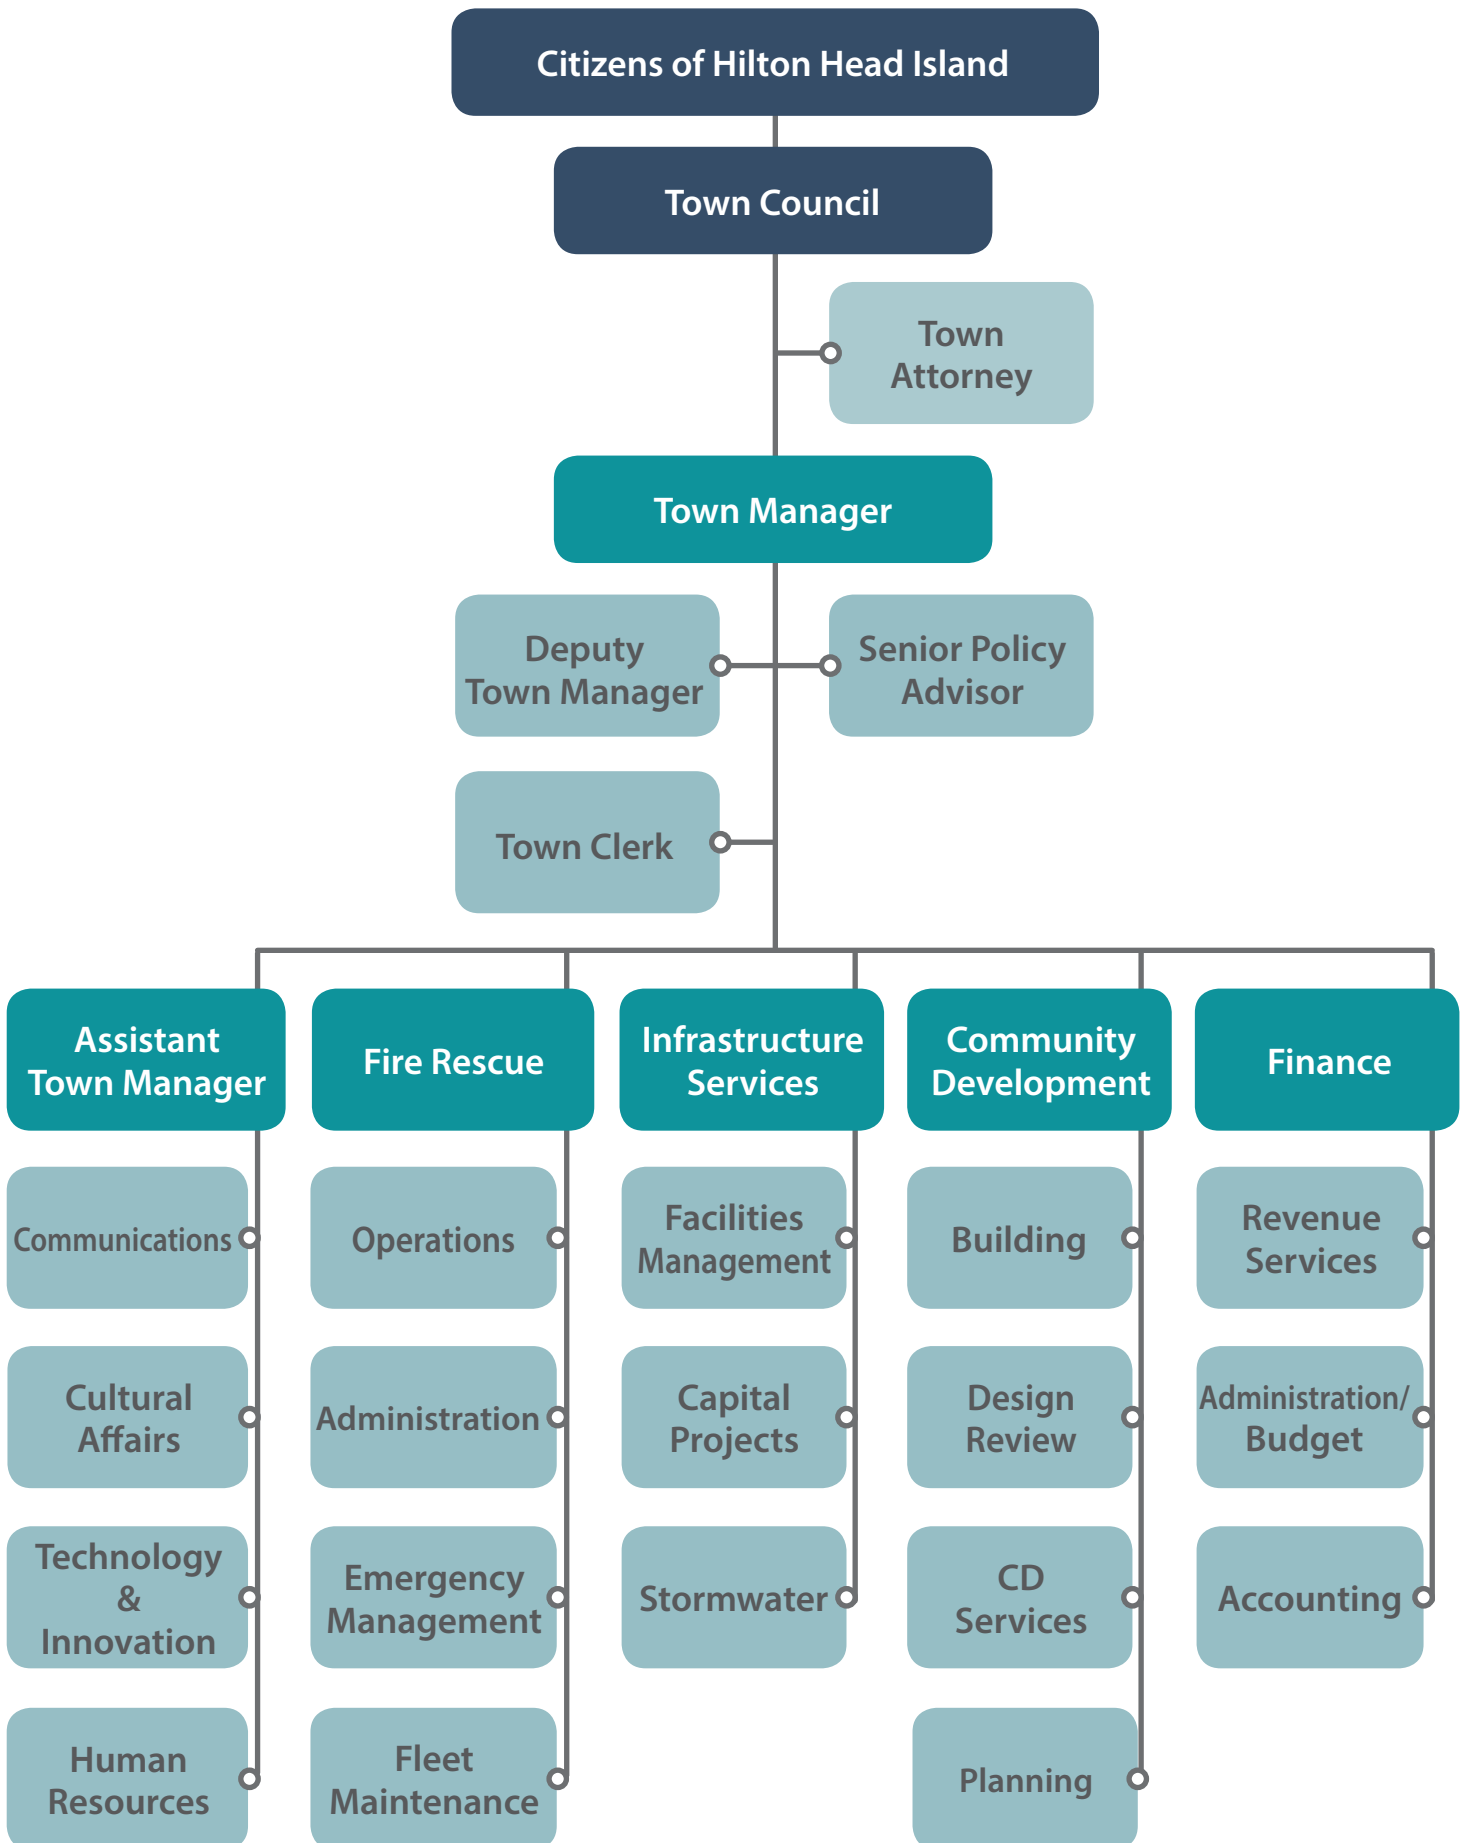 Citizens of Hilton Head Island
Town Council
Town
Attorney
Town Manager
Deputy
Town Manager
Senior Policy
Advisor
Town Clerk
Assistant
Town Manager
Fire Rescue
Infrastructure
Services
Community
Development
Finance
Communications
Operations
Facilities
Management
Building
Revenue
Services
Cultural
Affairs
Administration
Capital
Projects
Design
Review
Administration/
Budget
Technology
&
Innovation
Emergency
Management
Stormwater
CD
Services
Accounting
Human
Resources
Fleet
Maintenance
Planning